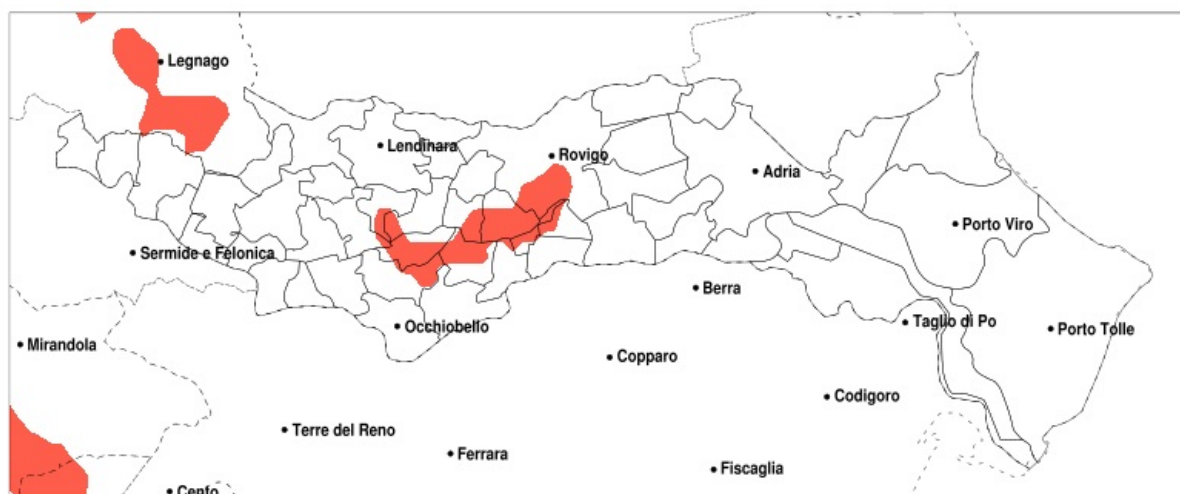 Legnago
Lendinara
Rovigo
Adria
Porto Viro
Sermide e Felonica
Berra
Taglio di Po
Porto Tolle
Occhiobello
Mirandola
Copparo
Codigoro
Terre del Reno
Ferrara
Fiscaglia
Cento